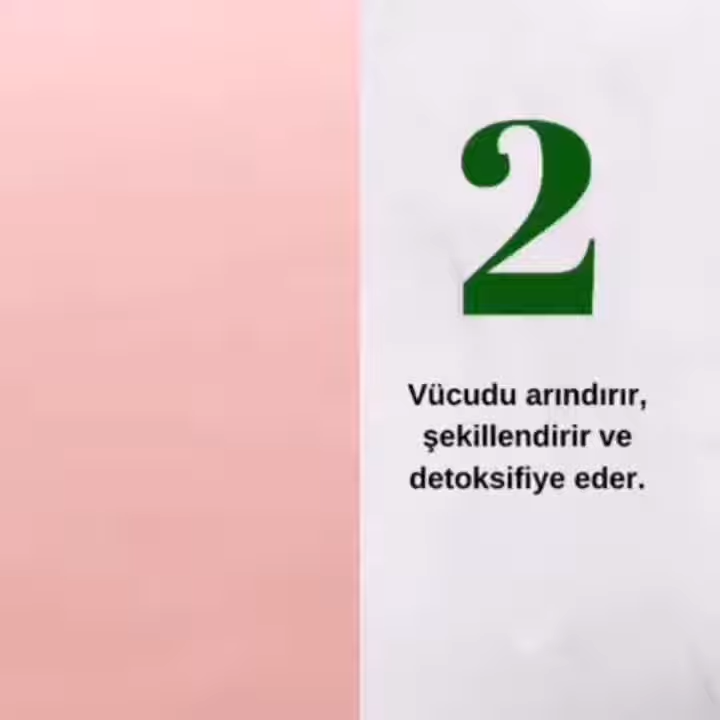 2
Vücudu arındırır,
şekillendirir ve
detoksifiye eder.